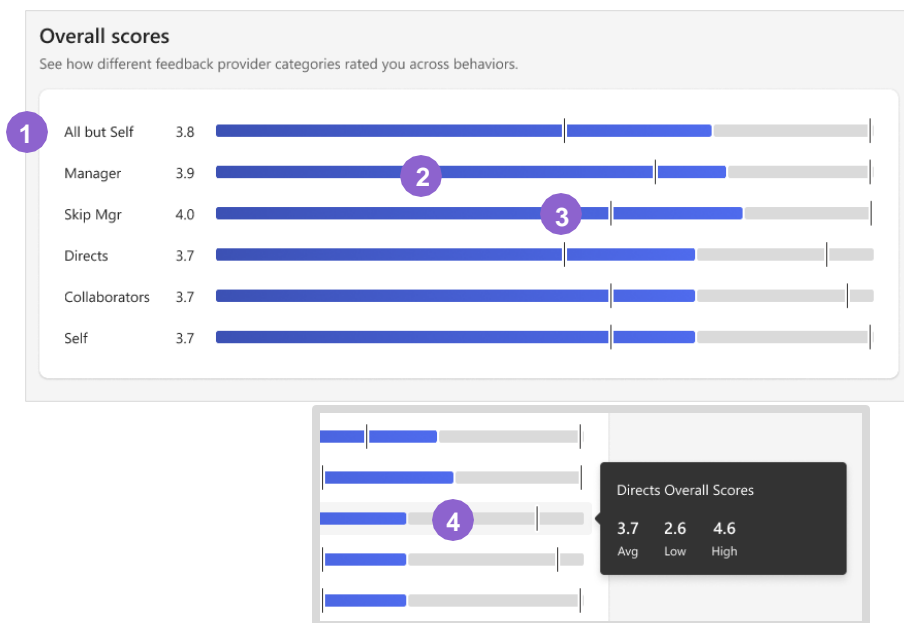 Overall scores
See how different feedback provider categories rated you across behaviors.
1
All but Self 3.8
Manager 3.9
2
Skip Mgr 4.0
3
Directs 3.7
Collaborators 3.7
Self 3.7
4
Directs Overall Scores
3.7 2.6 4.6
Avg Low High